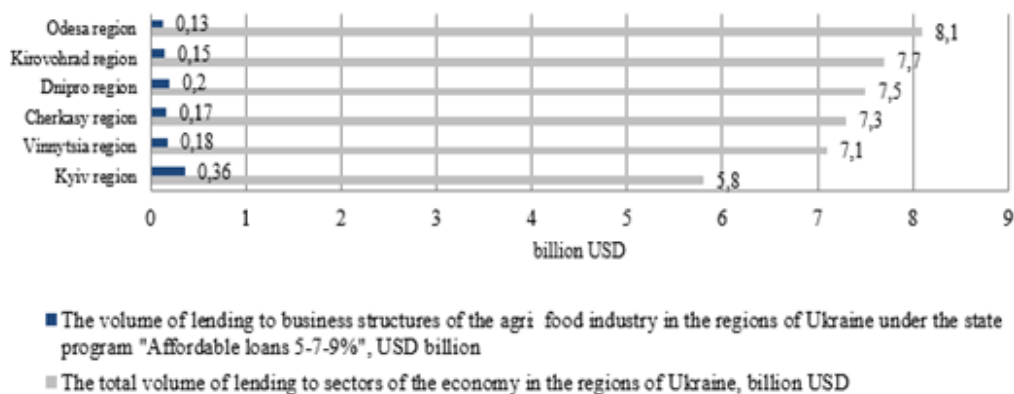 Odesa region 0,13 8,1
Kirovohrad region 0,15 7,7
Dnipro region 0,2 7,5
Cherkasy region 0,17 7,3
Vinnytsia region 0,18 7,1
Kyiv region 0,36 5,8
0 1 2 3 4 5 6 7 8 9
billion USD
The volume of lending to business structures of the agri food industry in the regions of Ukraine under the state
program "Affordable loans 5-7-9%", USD billion
The total volume of lending to sectors of the economy in the regions of Ukraine, billion USD